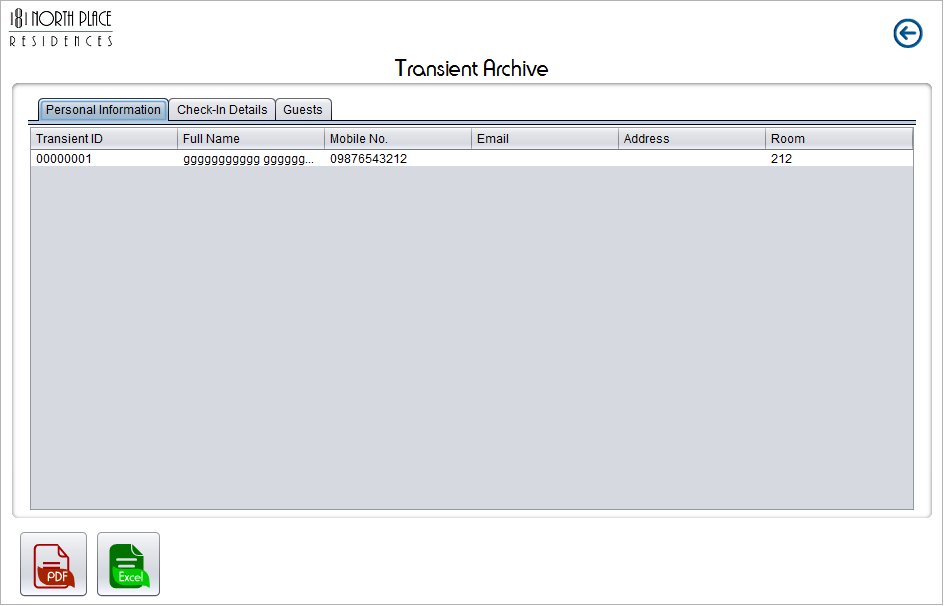 181 NORTH PLACE
RESIDENCES
Transient Archive
Personal Information Check-In Details Guests
Transient ID Full Name Mobile No. Email Address Room
00000001 ggggggggggg gggggg... 09876543212 212
PDF Excel